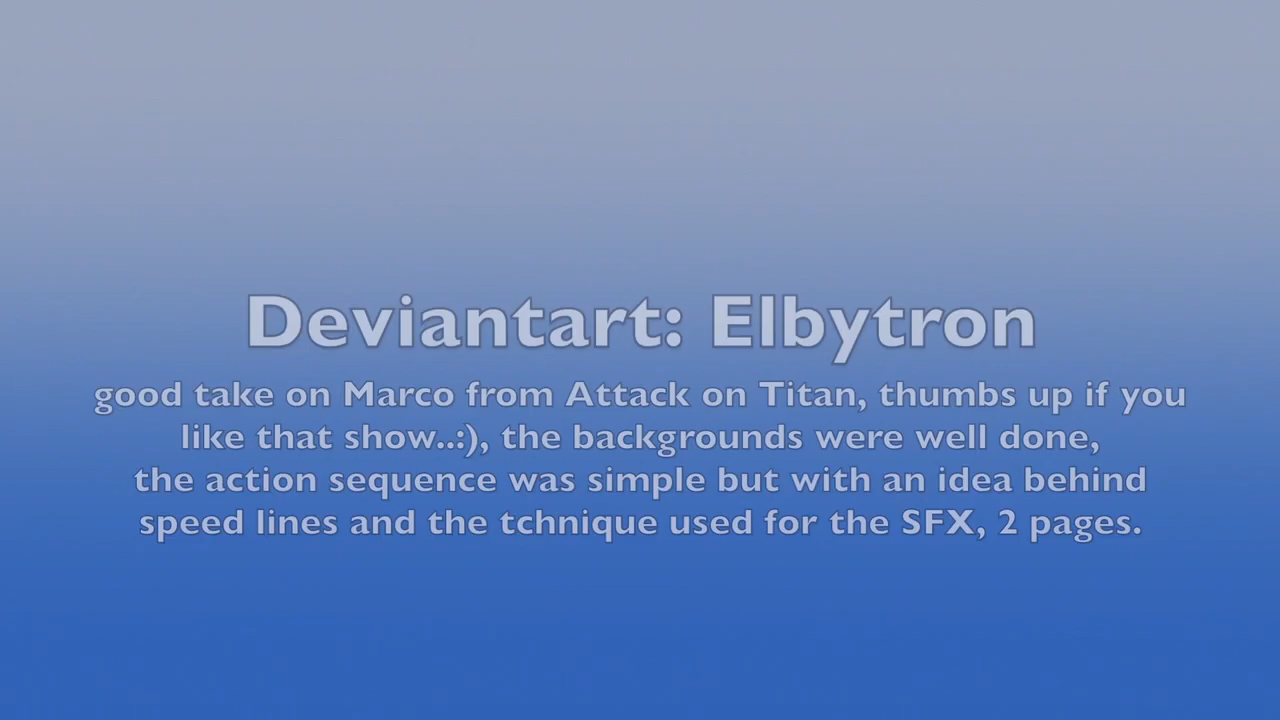 Deviantart: Elbytron
good take on Marco from Attack on Titan, thumbs up if you
like that show..:), the backgrounds were well done,
the action sequence was simple but with an idea behind
speed lines and the tchnique used for the SFX, 2 pages.